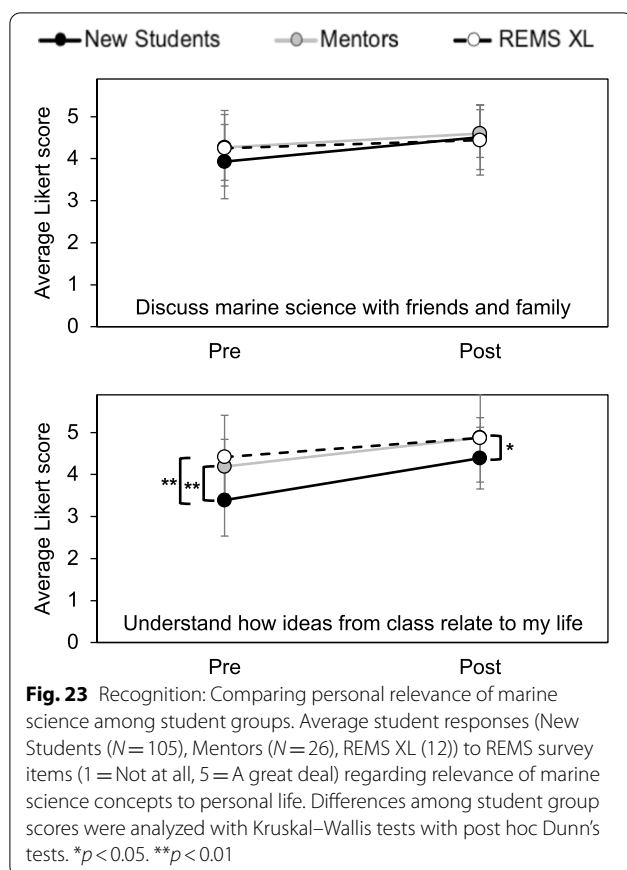 New Students Mentors REMS XL
Average Likert score
5
4
3
2
1
0
Discuss marine science with friends and family
Pre Post
Average Likert score
5
4
3
2
1
0
** ** *
Understand how ideas from class relate to my life
Pre Post
Fig. 23 Recognition: Comparing personal relevance of marine
science among student groups. Average student responses (New
Students (N = 105), Mentors (N = 26), REMS XL (12)) to REMS survey
items (1 = Not at all, 5 = A great deal) regarding relevance of marine
science concepts to personal life. Differences among student group
scores were analyzed with Kruskal–Wallis tests with post hoc Dunn’s
tests. *p < 0.05. **p < 0.01